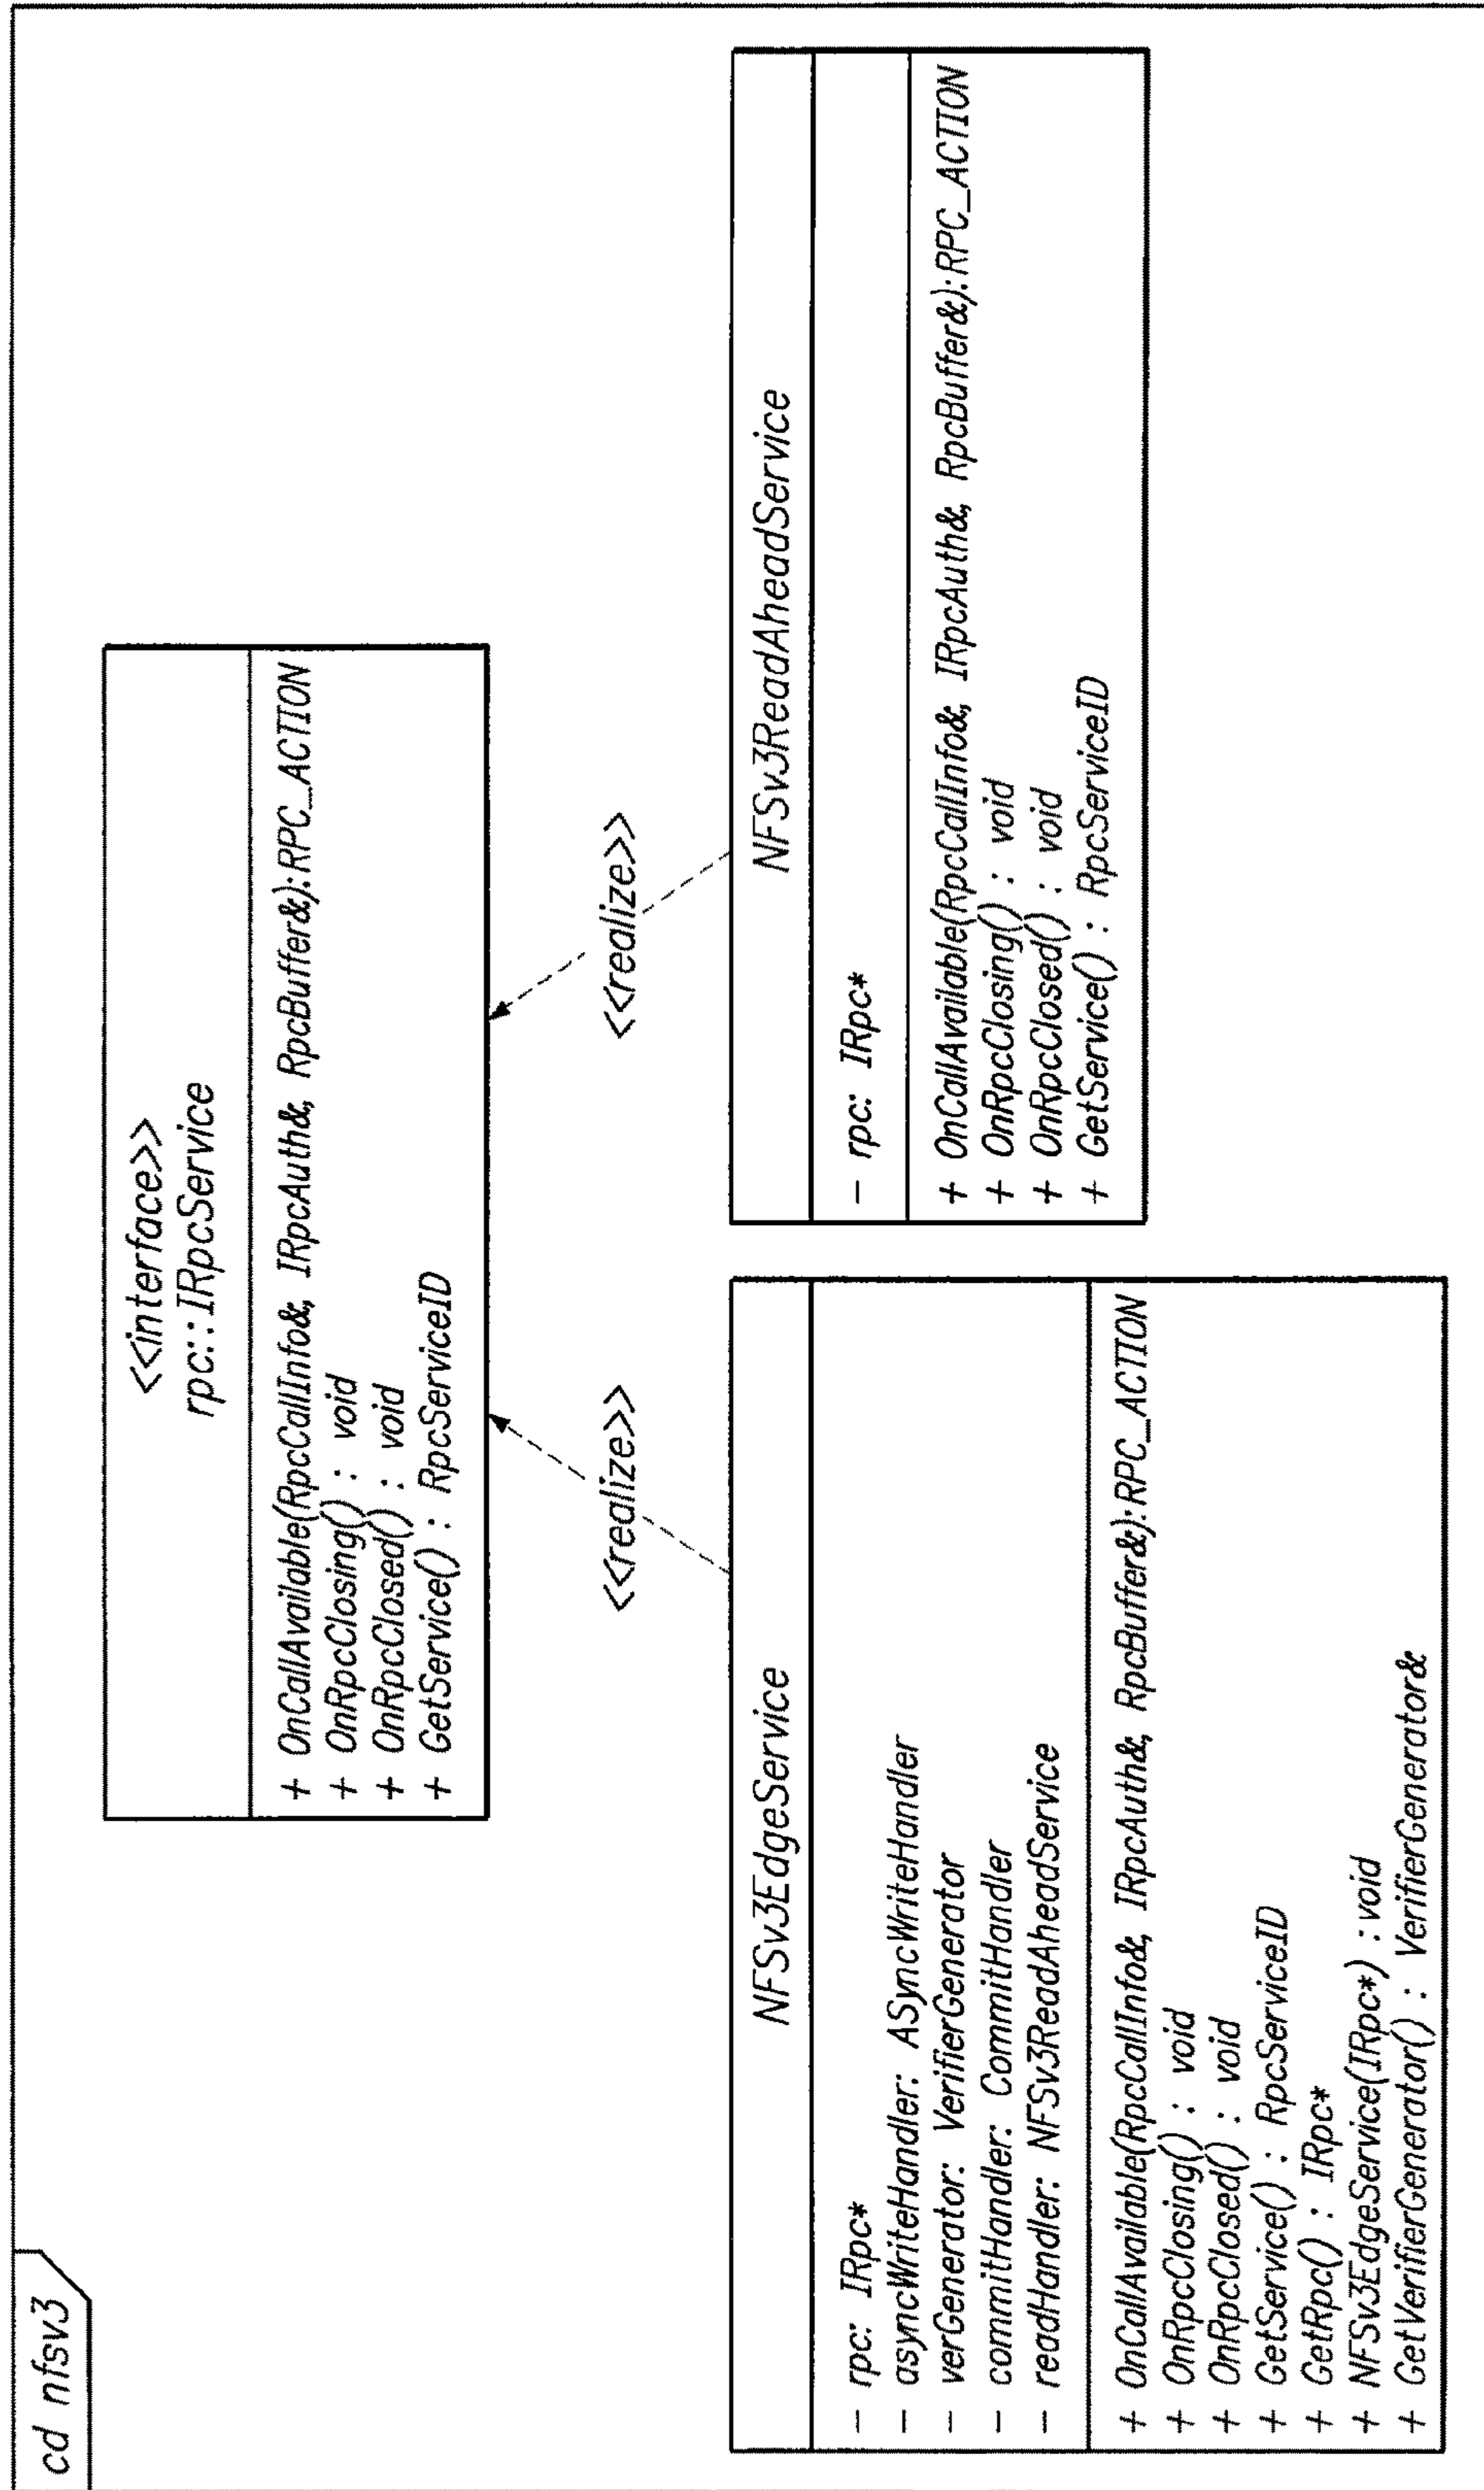 cd nfsv3
<<interface>>
rpc::IRpcService
+ OnCallAvailable(RpcCallInfo&, IRpcAuth&, RpcBuffer&):RPC_ACTION
+ OnRpcClosing() : void
+ OnRpcClosed() : void
+ GetService() : RpcServiceID
<<realize>>
<<realize>>
NFSv3EdgeService
- rpc: IRpc*
- asyncWriteHandler: ASyncWriteHandler
- verGenerator: VerifierGenerator
- commitHandler: CommitHandler
- readHandler: NFSv3ReadAheadService
+ OnCallAvailable(RpcCallInfo&, IRpcAuth&, RpcBuffer&):RPC_ACTION
+ OnRpcClosing() : void
+ OnRpcClosed() : void
+ GetService() : RpcServiceID
+ GetRpc() : IRpc*
+ NFSv3EdgeService(IRpc*) : void
+ GetVerifierGenerator() : VerifierGenerator&
NFSv3ReadAheadService
- rpc: IRpc*
+ OnCallAvailable(RpcCallInfo&, IRpcAuth&, RpcBuffer&):RPC_ACTION
+ OnRpcClosing() : void
+ OnRpcClosed() : void
+ GetService() : RpcServiceID